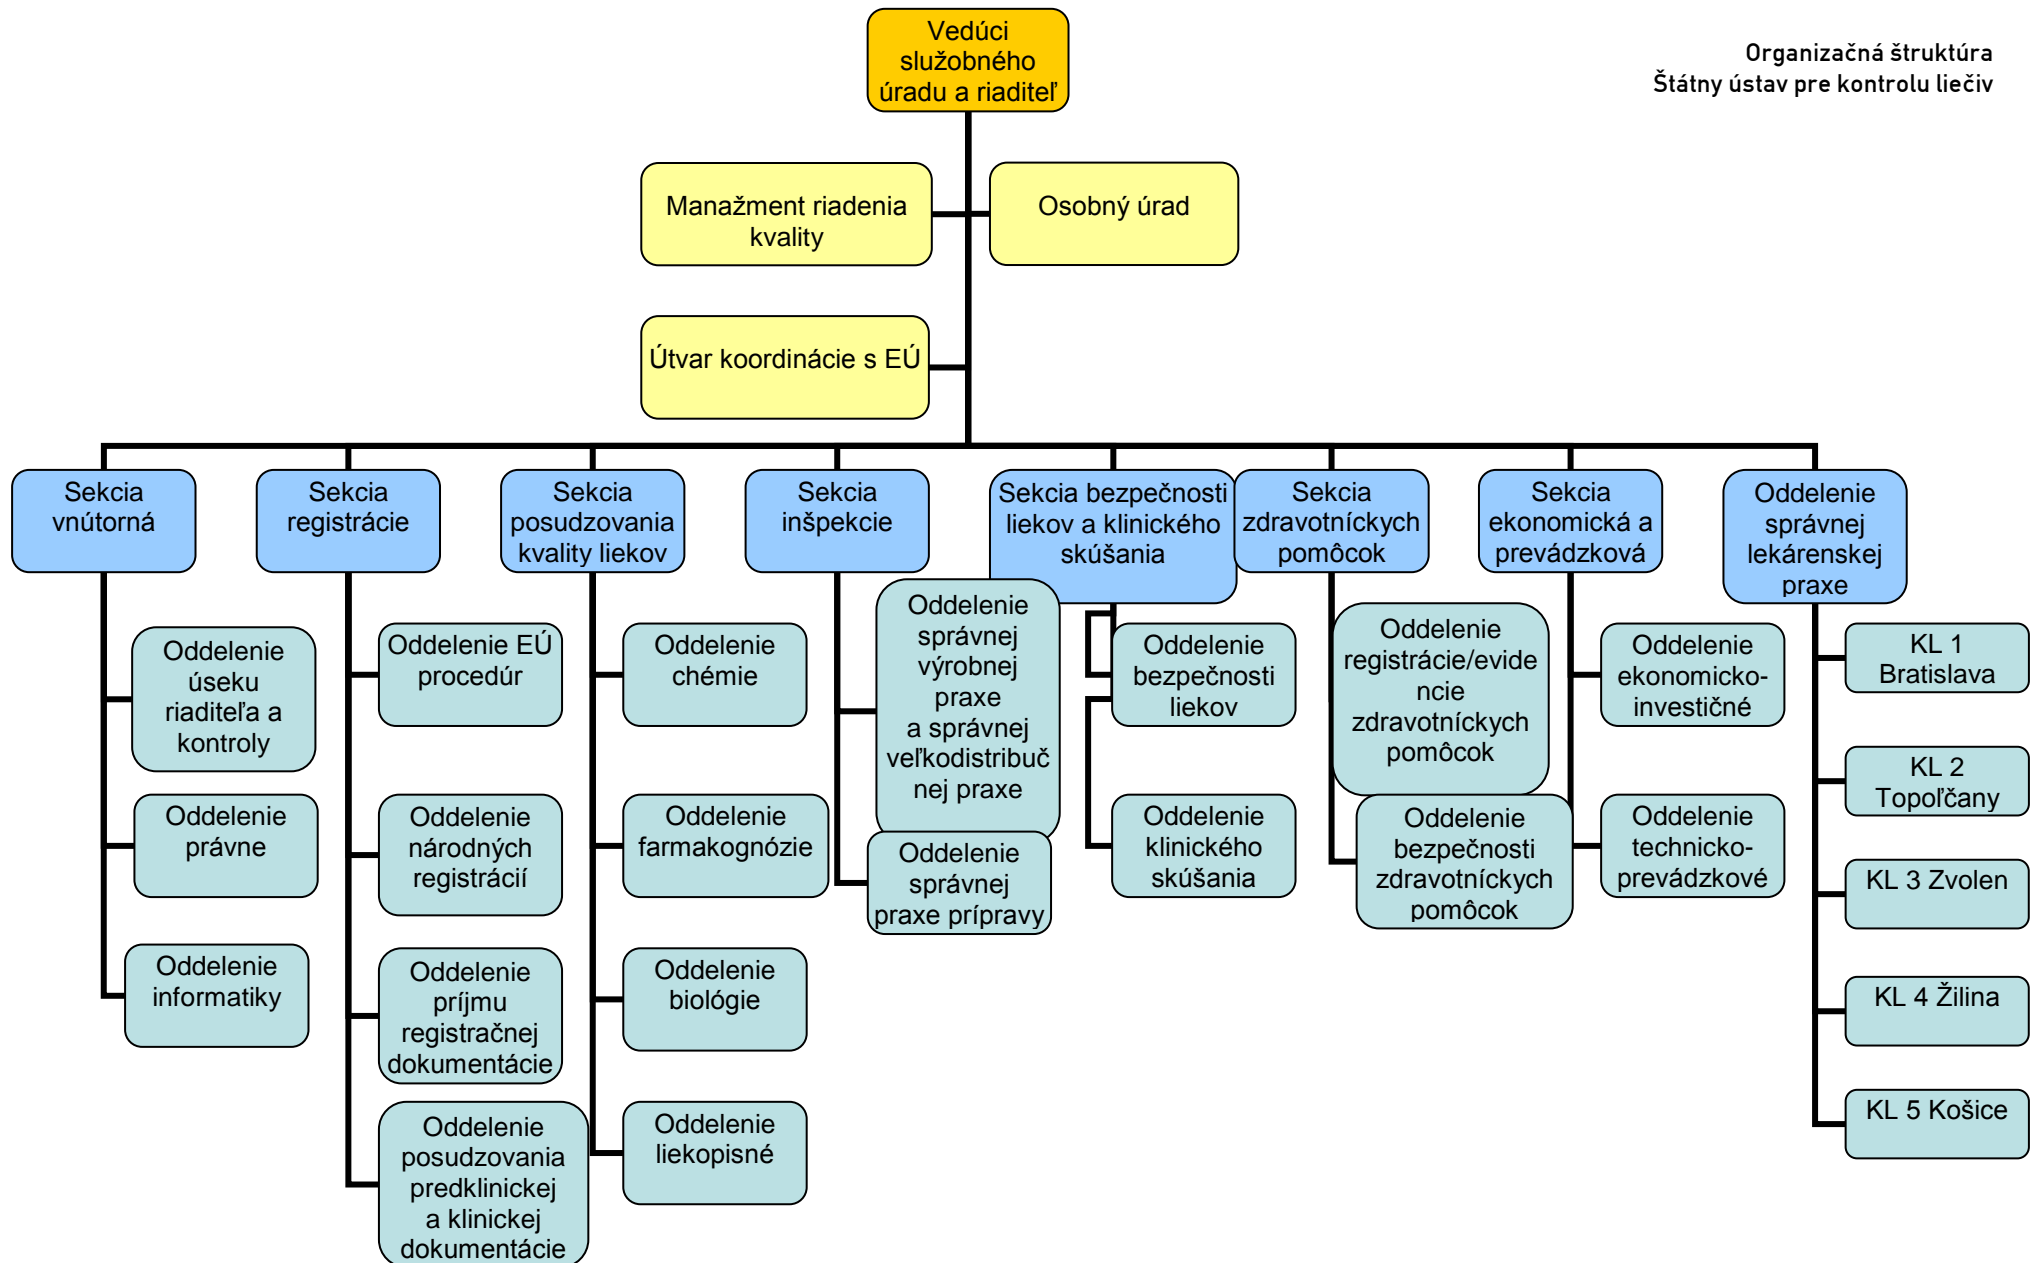 Organizačná štruktúra
Štátny ústav pre kontrolu liečiv
Vedúci
služobného
úradu a riaditeľ
Manažment riadenia
kvality
Osobný úrad
Útvar koordinácie s EÚ
Sekcia
vnútorná
Sekcia
registrácie
Sekcia
posudzovania
kvality liekov
Sekcia
inšpekcie
Sekcia bezpečnosti
liekov a klinického
skúšania
Sekcia
zdravotníckych
pomôcok
Sekcia
ekonomická a
prevádzková
Oddelenie
správnej
lekárenskej
praxe
Oddelenie
úseku
riaditeľa a
kontroly
Oddelenie
právne
Oddelenie
informatiky
Oddelenie EÚ
procedúr
Oddelenie
národných
registrácií
Oddelenie
príjmu
registračnej
dokumentácie
Oddelenie
posudzovania
predklinickej
a klinickej
dokumentácie
Oddelenie
chémie
Oddelenie
farmakognózie
Oddelenie
biológie
Oddelenie
liekopisné
Oddelenie
správnej
výrobnej
praxe
a správnej
veľkodistribuč
nej praxe
Oddelenie
správnej
praxe prípravy
Oddelenie
bezpečnosti
liekov
Oddelenie
klinického
skúšania
Oddelenie
registrácie/evide
ncie
zdravotníckych
pomôcok
Oddelenie
bezpečnosti
zdravotníckych
pomôcok
Oddelenie
ekonomicko-
investičné
Oddelenie
technicko-
prevádzkové
KL 1
Bratislava
KL 2
Topoľčany
KL 3 Zvolen
KL 4 Žilina
KL 5 Košice